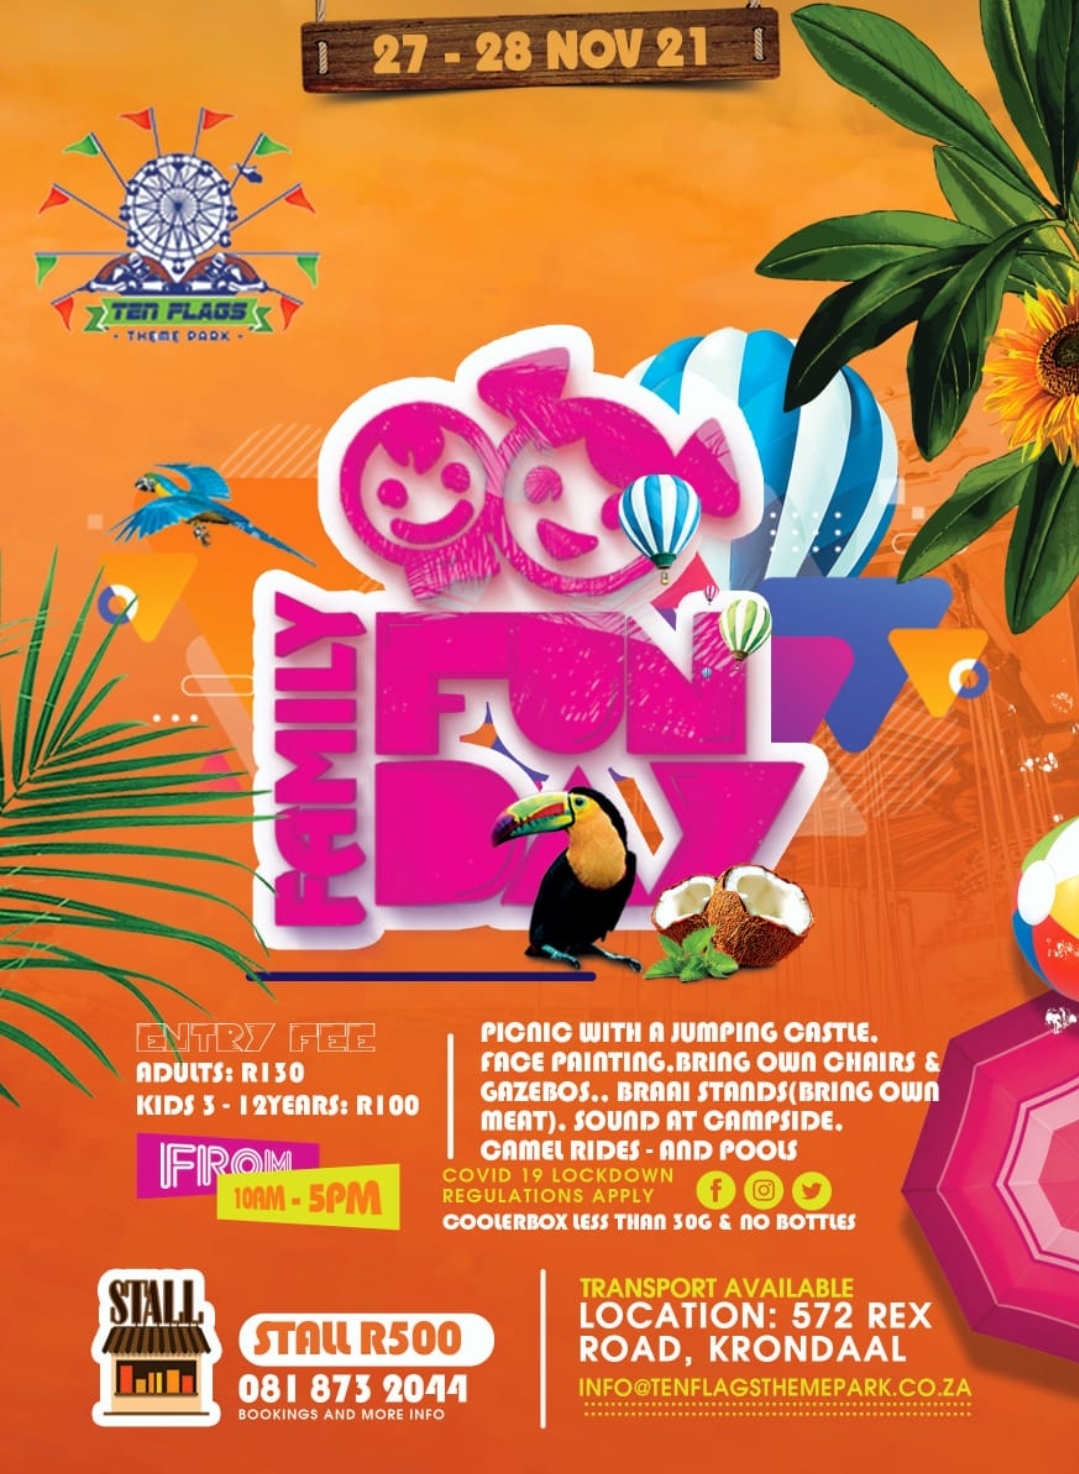 27 - 28 NOV 21
TEN FLAGS
• THEME PARK •
FAMILY
FUN
DAY
ENTRY FEE
ADULTS: R130
KIDS 3 - 12YEARS: R100
FROM
10AM - 5PM
PICNIC WITH A JUMPING CASTLE.
FACE PAINTING.BRING OWN CHAIRS &
GAZEBOS.. BRAAI STANDS(BRING OWN
MEAT). SOUND AT CAMPSIDE.
CAMEL RIDES - AND POOLS
COVID 19 LOCKDOWN
REGULATIONS APPLY
COOLERBOX LESS THAN 30G & NO BOTTLES
STALL
STALL R500
081 873 2044
BOOKINGS AND MORE INFO
TRANSPORT AVAILABLE
LOCATION: 572 REX
ROAD, KRONDAAL
INFO@TENFLAGSTHEMEPARK.CO.ZA